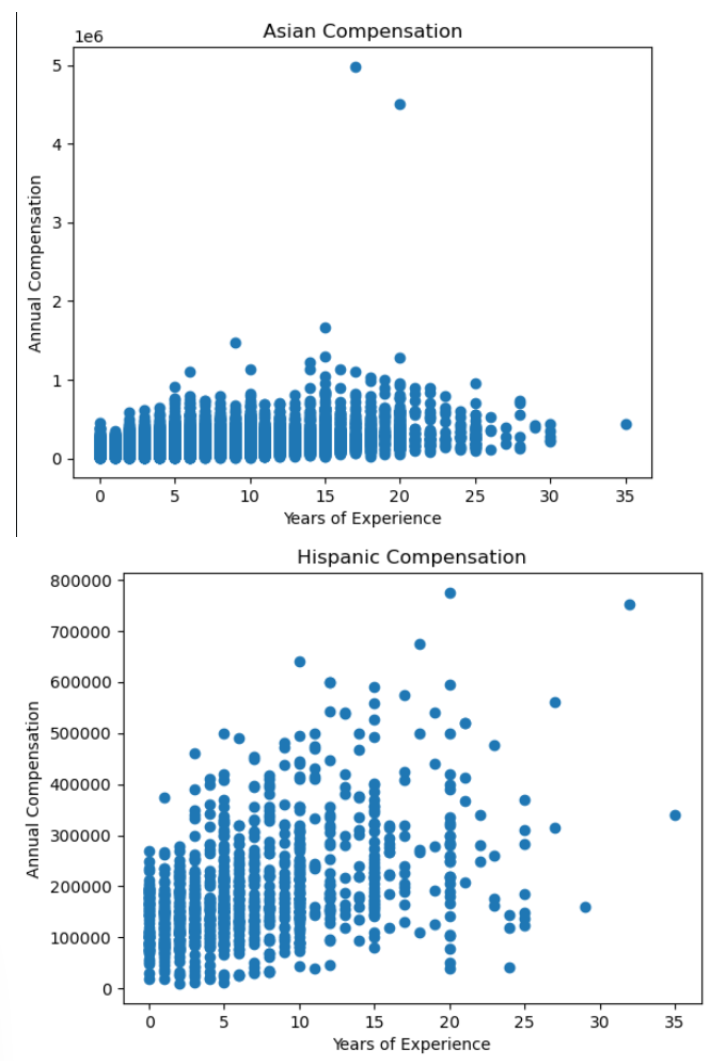 Asian Compensation
1e6
5
4
3
2
1
0
Annual Compensation
0 5 10 15 20 25 30 35
Years of Experience
Hispanic Compensation
800000
700000
600000
500000
400000
300000
200000
100000
0
Annual Compensation
0 5 10 15 20 25 30 35
Years of Experience